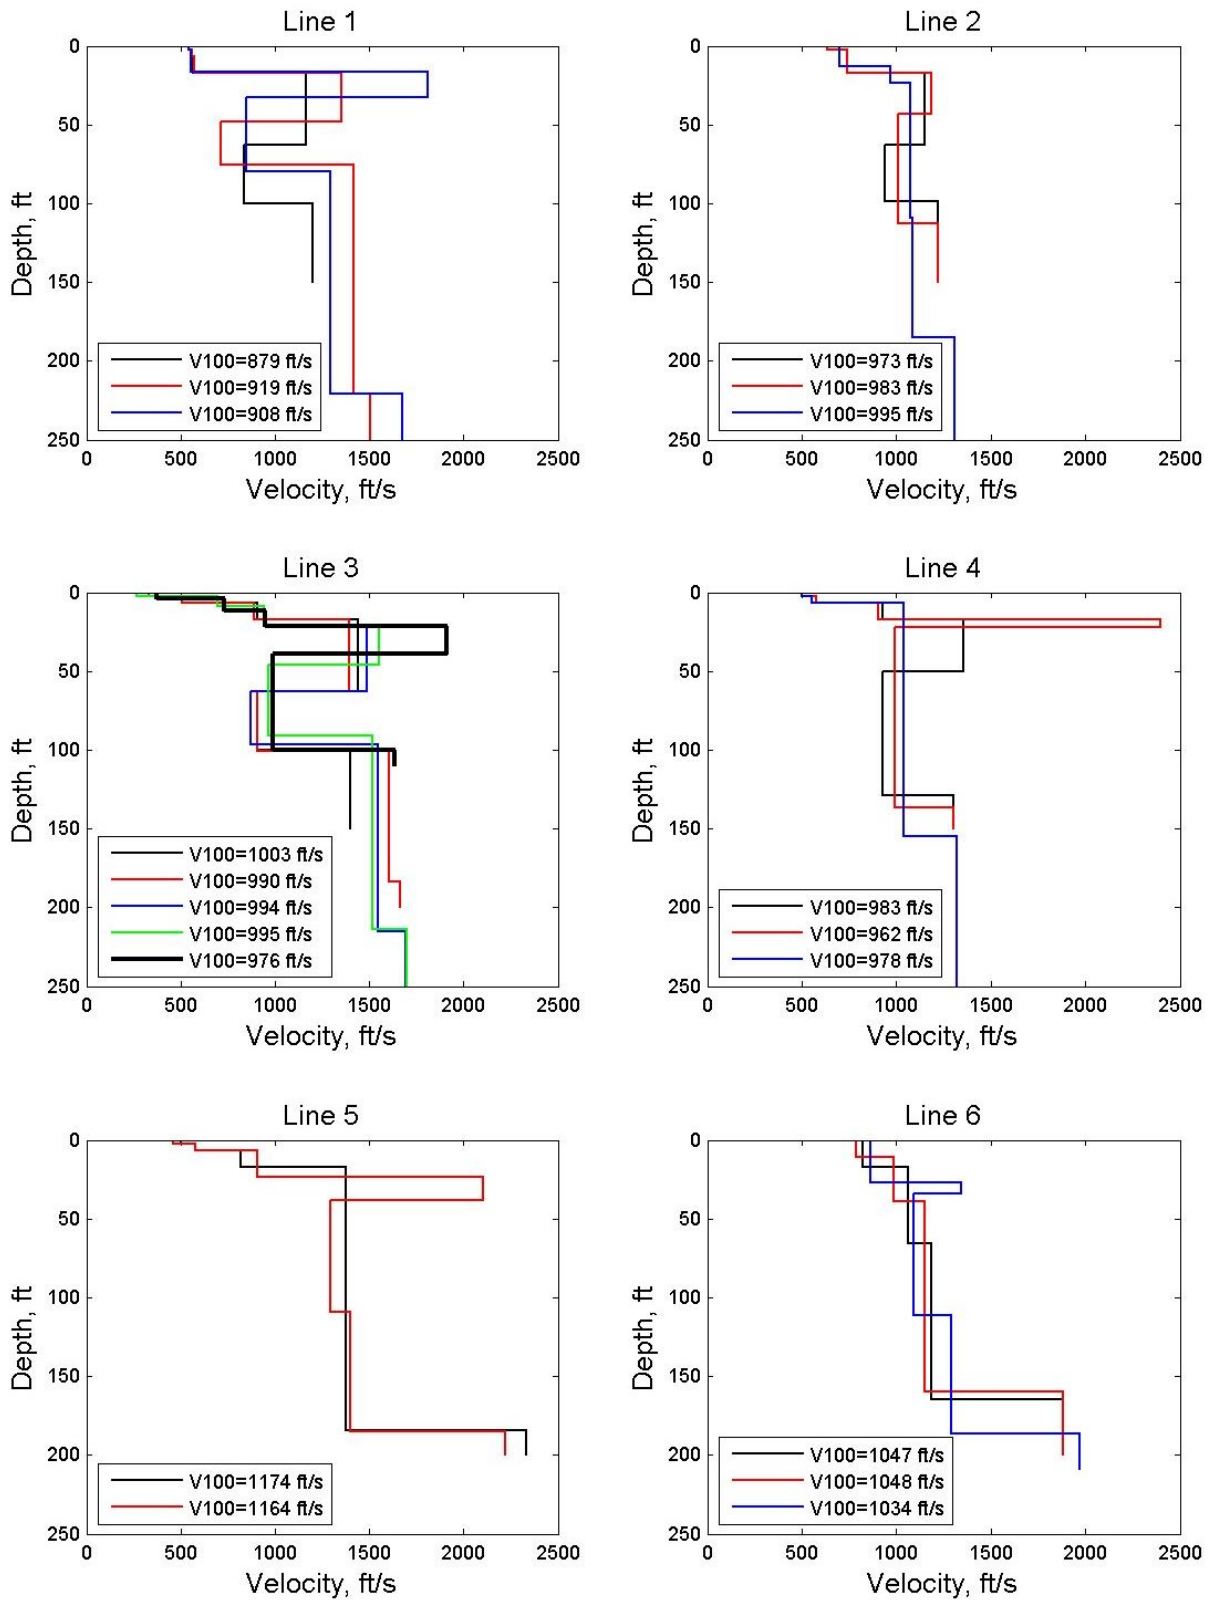 Line 1
0
50
100
150
200
250
Depth, ft
V100=879 ft/s
V100=919 ft/s
V100=908 ft/s
0 500 1000 1500 2000 2500
Velocity, ft/s
Line 2
0
50
100
150
200
250
Depth, ft
V100=973 ft/s
V100=983 ft/s
V100=995 ft/s
0 500 1000 1500 2000 2500
Velocity, ft/s
Line 3
0
50
100
150
200
250
Depth, ft
V100=1003 ft/s
V100=990 ft/s
V100=994 ft/s
V100=995 ft/s
V100=976 ft/s
0 500 1000 1500 2000 2500
Velocity, ft/s
Line 4
0
50
100
150
200
250
Depth, ft
V100=983 ft/s
V100=962 ft/s
V100=978 ft/s
0 500 1000 1500 2000 2500
Velocity, ft/s
Line 5
0
50
100
150
200
250
Depth, ft
V100=1174 ft/s
V100=1164 ft/s
0 500 1000 1500 2000 2500
Velocity, ft/s
Line 6
0
50
100
150
200
250
Depth, ft
V100=1047 ft/s
V100=1048 ft/s
V100=1034 ft/s
0 500 1000 1500 2000 2500
Velocity, ft/s